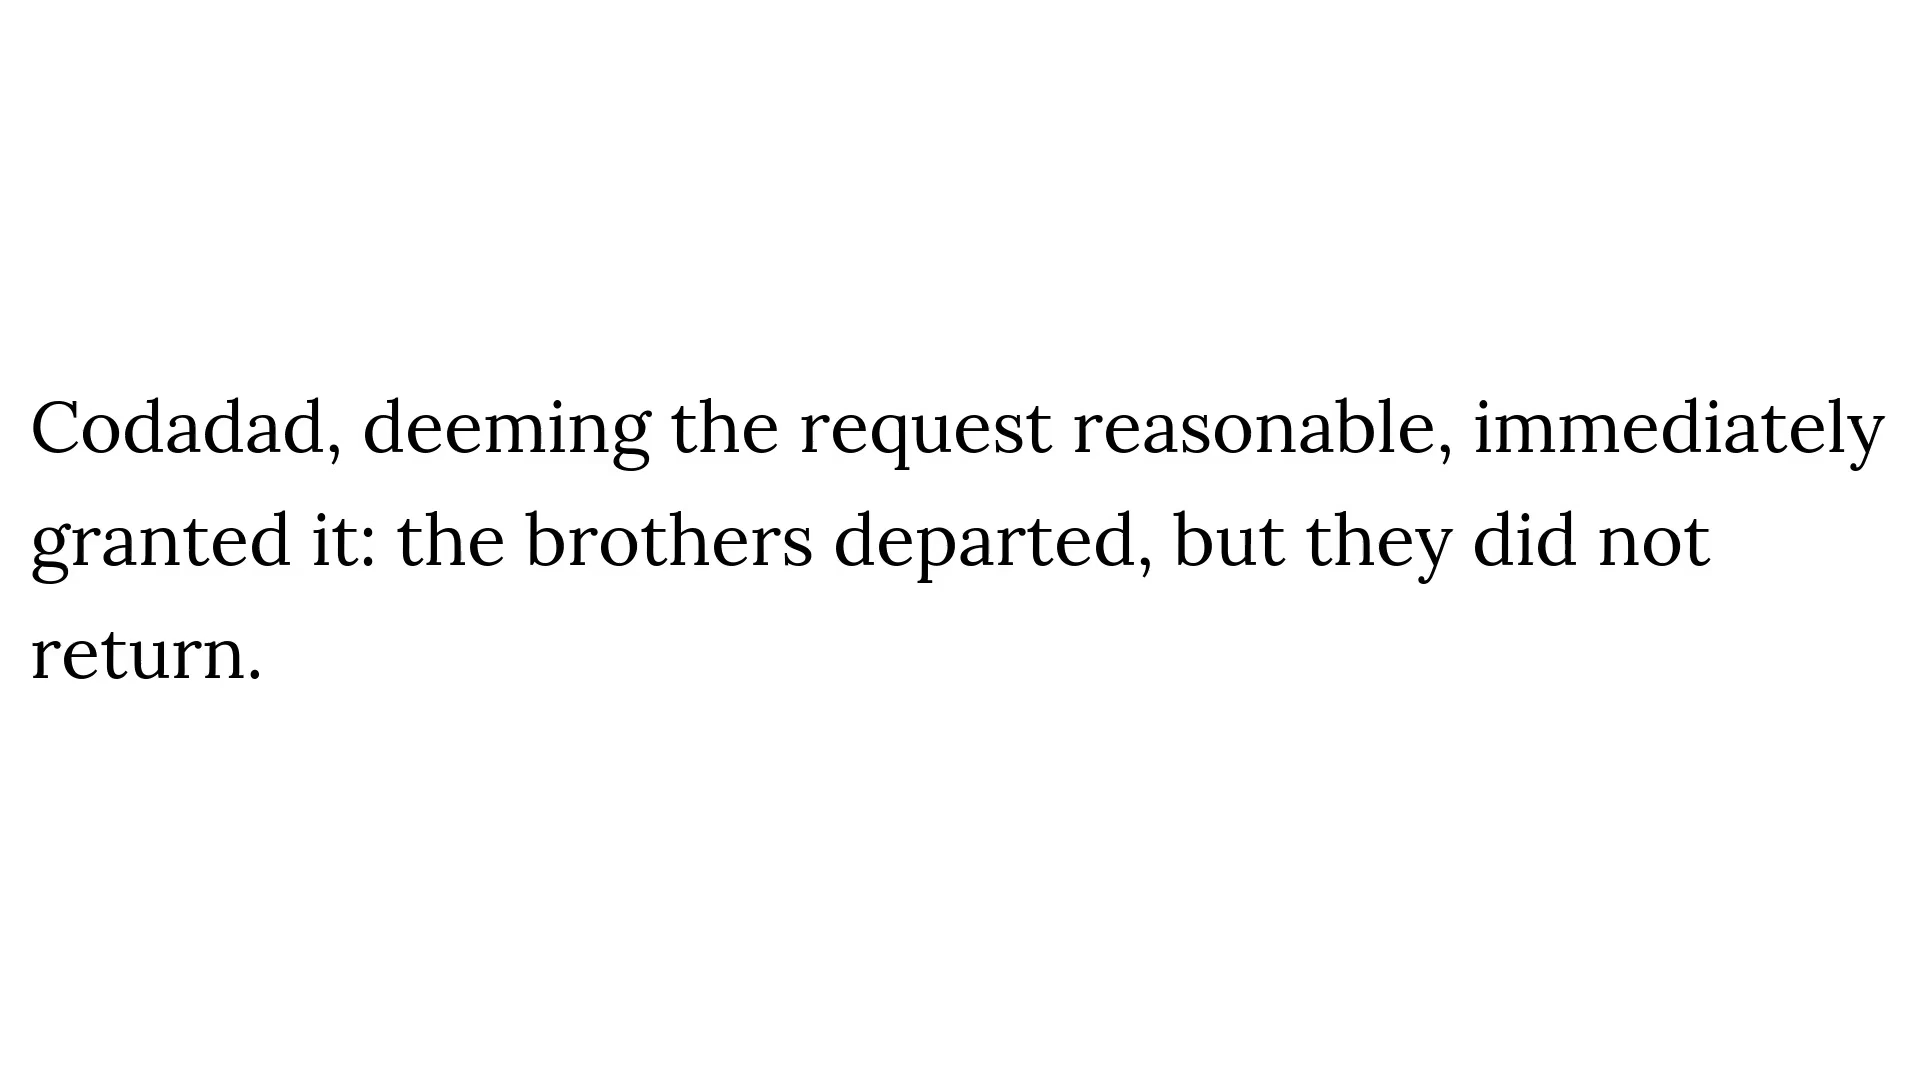 Codadad, deeming the request reasonable, immediately
granted it: the brothers departed, but they did not
return.